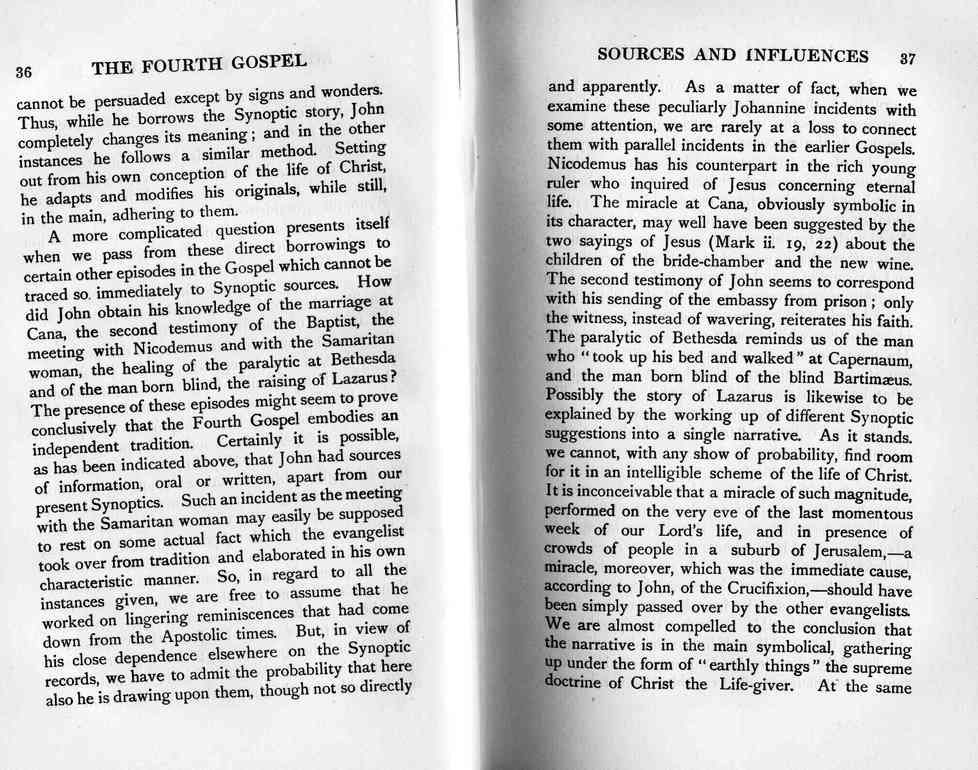 36 THE FOURTH GOSPEL
cannot be persuaded except by signs and wonders.
Thus, while he borrows the Synoptic story, John
completely changes its meaning; and in the other
instances he follows a similar method. Setting
out from his own conception of the life of Christ,
he adapts and modifies his originals, while still,
in the main, adhering to them.
A more complicated question presents itself
when we pass from these direct borrowings to
certain other episodes in the Gospel which cannot be
traced so. immediately to Synoptic sources. How
did John obtain his knowledge of the marriage at
Cana, the second testimony of the Baptist, the
meeting with Nicodemus and with the Samaritan
woman, the healing of the paralytic at Bethesda
and of the man born blind, the raising of Lazarus?
The presence of these episodes might seem to prove
conclusively that the Fourth Gospel embodies an
independent tradition. Certainly it is possible,
as has been indicated above, that John had sources
of information, oral or written, apart from our
present Synoptics. Such an incident as the meeting
with the Samaritan woman may easily be supposed
to rest on some actual fact which the evangelist
took over from tradition and elaborated in his own
characteristic manner. So, in regard to all the
instances given, we are free to assume that he
worked on lingering reminiscences that had come
down from the Apostolic times. But, in view of
his close dependence elsewhere on the Synoptic
records, we have to admit the probability that here
also he is drawing upon them, though not so directly
SOURCES AND INFLUENCES 37
and apparently. As a matter of fact, when we
examine these peculiarly Johannine incidents with
some attention, we are rarely at a loss to connect
them with parallel incidents in the earlier Gospels.
Nicodemus has his counterpart in the rich young
ruler who inquired of Jesus concerning eternal
life. The miracle at Cana, obviously symbolic in
its character, may well have been suggested by the
two sayings of Jesus (Mark ii. 19, 22) about the
children of the bride-chamber and the new wine.
The second testimony of John seems to correspond
with his sending of the embassy from prison; only
the witness, instead of wavering, reiterates his faith.
The paralytic of Bethesda reminds us of the man
who "took up his bed and walked" at Capernaum,
and the man born blind of the blind Bartimæus.
Possibly the story of Lazarus is likewise to be
explained by the working up of different Synoptic
suggestions into a single narrative. As it stands.
we cannot, with any show of probability, find room
for it in an intelligible scheme of the life of Christ.
It is inconceivable that a miracle of such magnitude,
performed on the very eve of the last momentous
week of our Lord's life, and in presence of
crowds of people in a suburb of Jerusalem,—a
miracle, moreover, which was the immediate cause,
according to John, of the Crucifixion,—should have
been simply passed over by the other evangelists.
We are almost compelled to the conclusion that
the narrative is in the main symbolical, gathering
up under the form of "earthly things" the supreme
doctrine of Christ the Life-giver. At the same